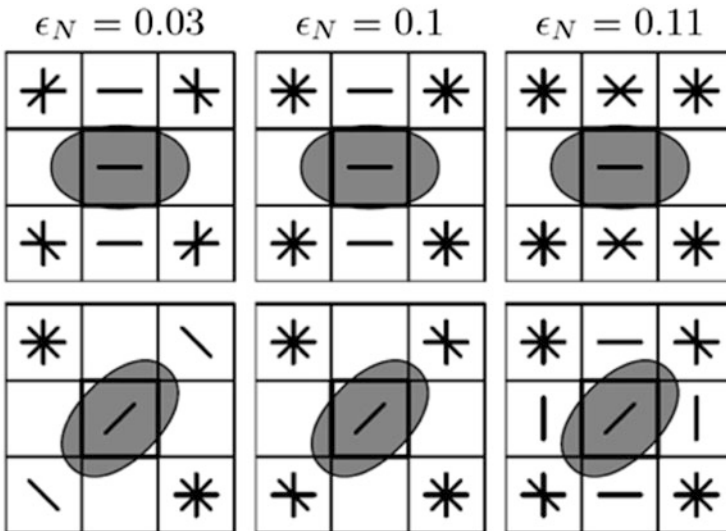 ϵ_N = 0.03 ϵ_N = 0.1 ϵ_N = 0.11